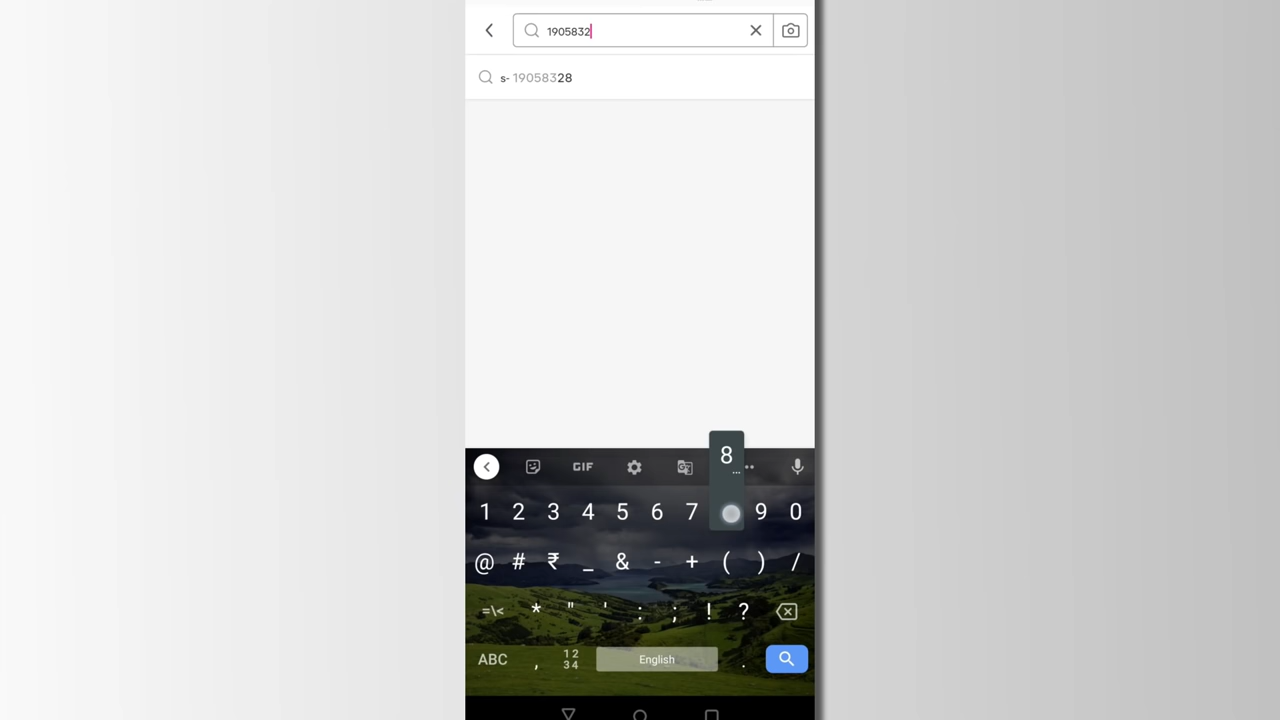 1905832
s- 19058328
8
...
GIF
1 2 3 4 5 6 7 9 0
@ # ₹ _ & - + ( ) /
=\< * " ' : ; ! ?
ABC , 12 34 English .